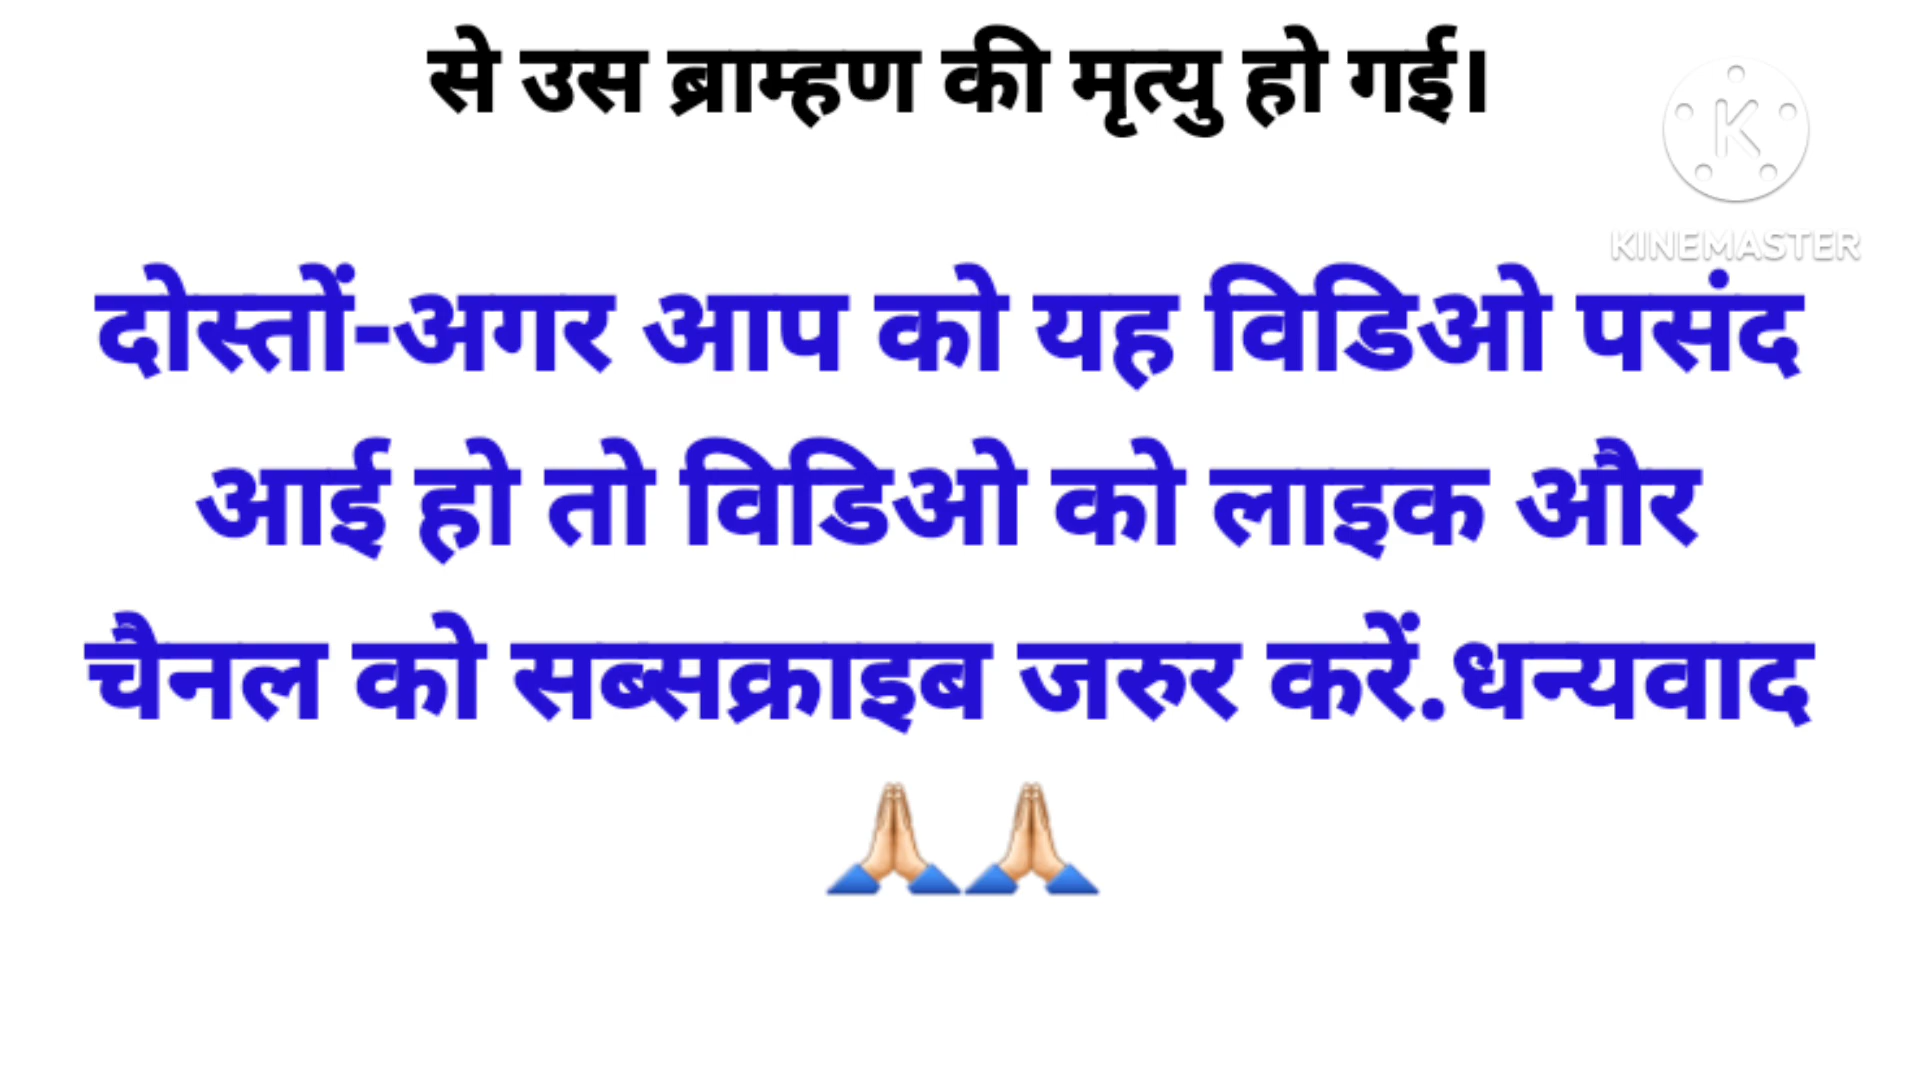 से उस ब्राम्हण की मृत्यु हो गई।
KINEMASTER
दोस्तों-अगर आप को यह विडिओ पसंद
आई हो तो विडिओ को लाइक और
चैनल को सब्सक्राइब जरुर करें.धन्यवाद
🙏🏻🙏🏻